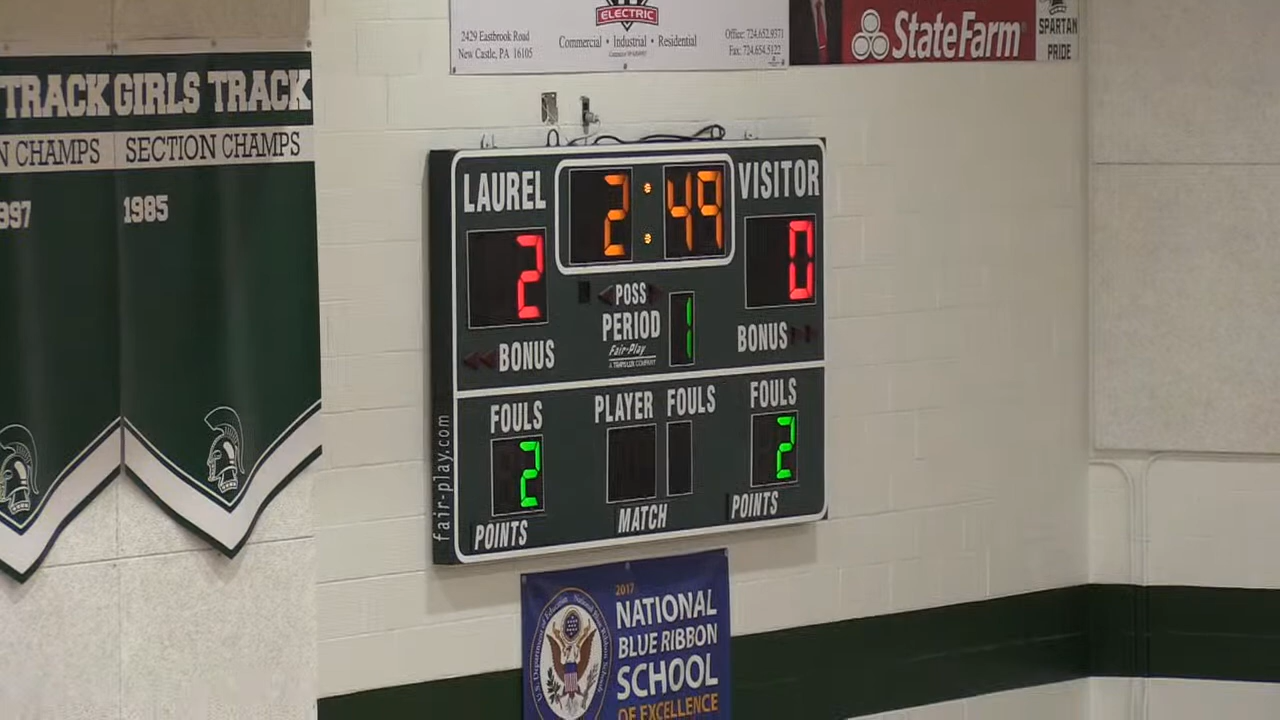 ELECTRIC
2429 Eastbrook Road
New Castle, PA 16105
Commercial • Industrial • Residential
Office: 724.652.9371
Fax: 724.654.5122
StateFarm
SPARTAN
PRIDE
TRACK
N CHAMPS
997
GIRLS TRACK
SECTION CHAMPS
1985
LAUREL
2:49
VISITOR
2
0
POSS
PERIOD
1
Fair-Play
BONUS
BONUS
FOULS
PLAYER FOULS
FOULS
2
2
POINTS
MATCH
POINTS
fair-play.com
2017
NATIONAL
BLUE RIBBON
SCHOOL
OF EXCELLENCE
U.S. Department of Education